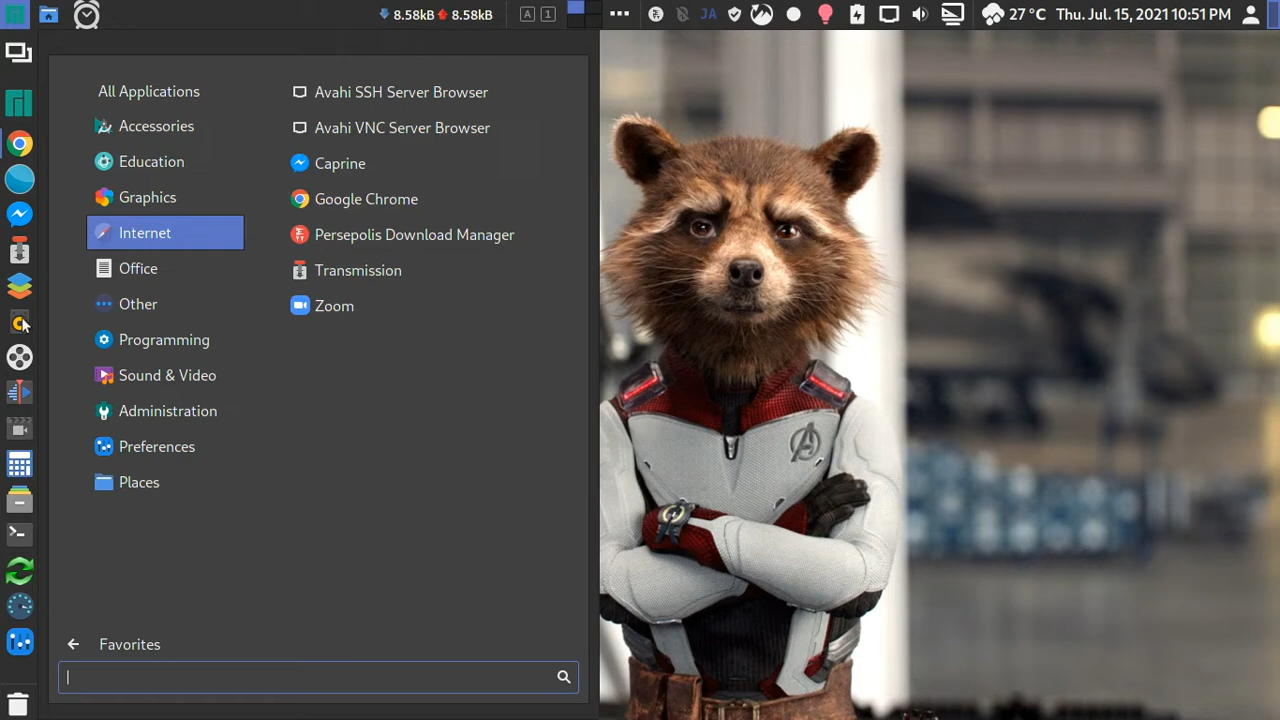 8.58kB 8.58kB
A 1
JA
27 °C Thu. Jul. 15, 2021 10:51 PM
All Applications
Accessories
Education
Graphics
Internet
Office
Other
Programming
Sound & Video
Administration
Preferences
Places
Avahi SSH Server Browser
Avahi VNC Server Browser
Caprine
Google Chrome
Persepolis Download Manager
Transmission
Zoom
Favorites